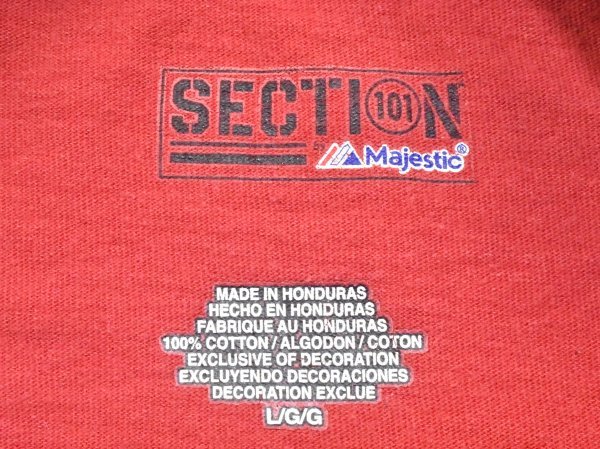 SECTION
101
Majestic®
MADE IN HONDURAS
HECHO EN HONDURAS
FABRIQUE AU HONDURAS
100% COTTON / ALGODON / COTON
EXCLUSIVE OF DECORATION
EXCLUYENDO DECORACIONES
DECORATION EXCLUE
L/G/G